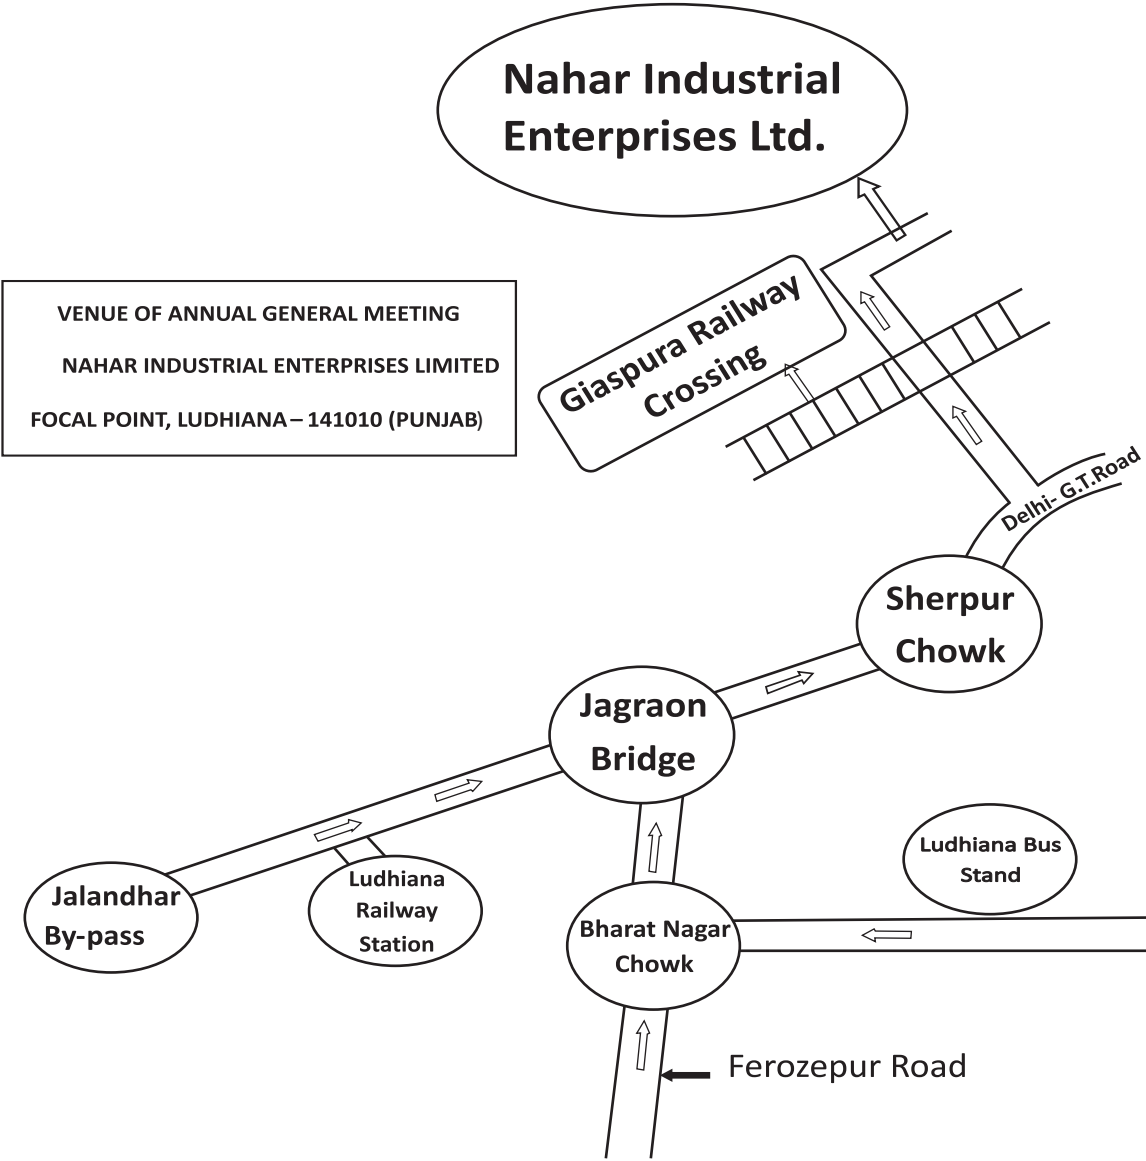 Nahar Industrial
Enterprises Ltd.
VENUE OF ANNUAL GENERAL MEETING
NAHAR INDUSTRIAL ENTERPRISES LIMITED
FOCAL POINT, LUDHIANA – 141010 (PUNJAB)
Giaspura Railway
Crossing
Delhi- G.T.Road
Sherpur
Chowk
Jagraon
Bridge
Jalandhar
By-pass
Ludhiana
Railway
Station
Ludhiana Bus
Stand
Bharat Nagar
Chowk
Ferozepur Road